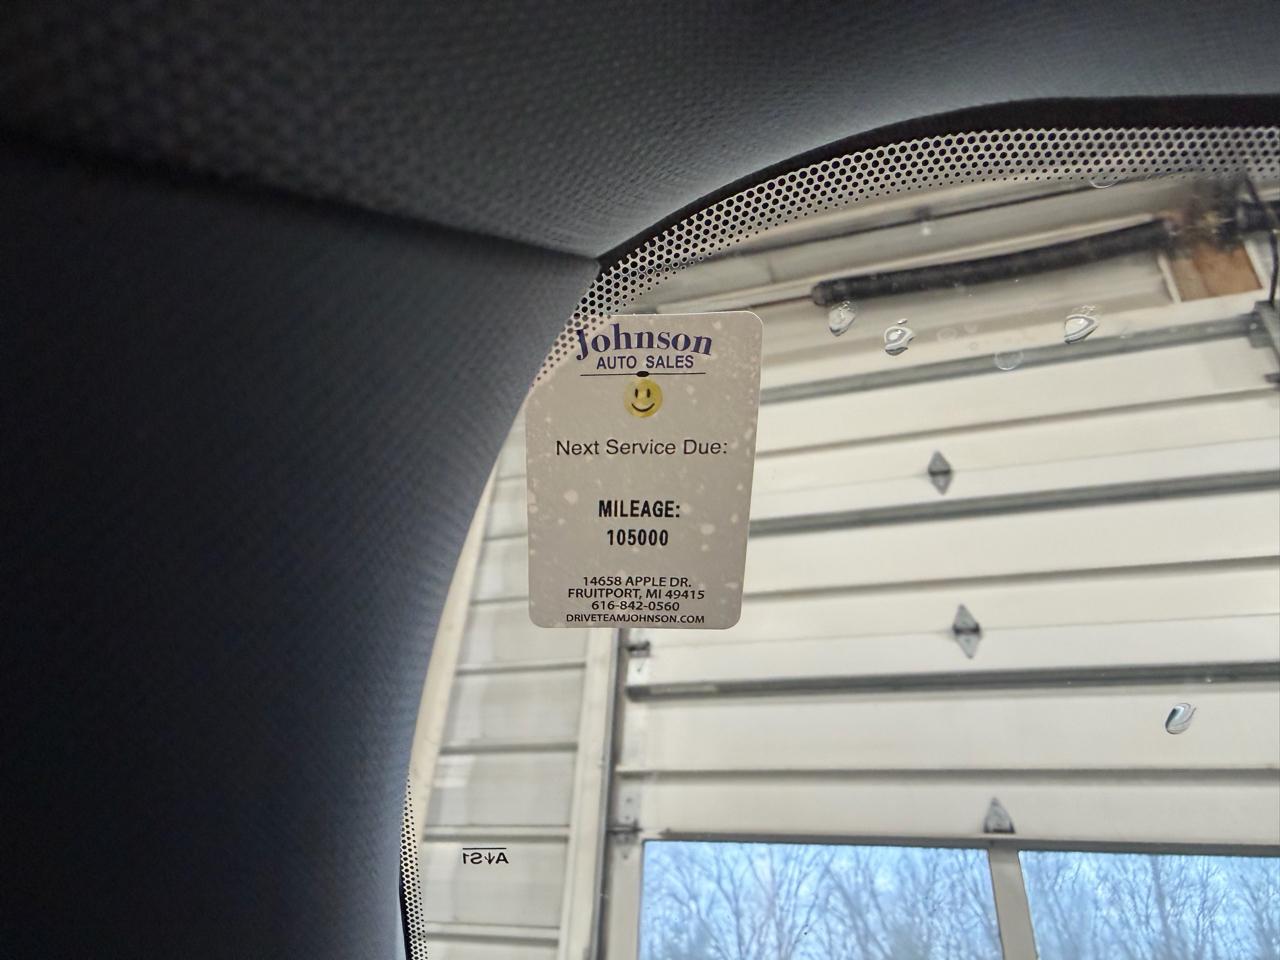 Johnson
AUTO SALES
Next Service Due:
MILEAGE:
105000
14658 APPLE DR.
FRUITPORT, MI 49415
616-842-0560
DRIVETEAMJOHNSON.COM
AS1